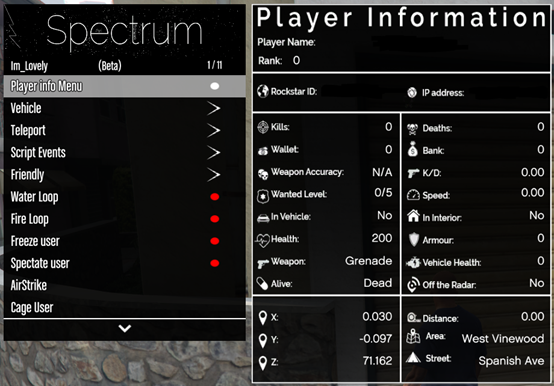 Spectrum
Im_Lovely (Beta) 1 / 11
Player info Menu
Vehicle
Teleport
Script Events
Friendly
Water Loop
Fire Loop
Freeze user
Spectate user
AirStrike
Cage User
Player Information
Player Name:
Rank: 0
Rockstar ID: IP address:
Kills: 0 Deaths: 0
Wallet: 0 Bank: 0
Weapon Accuracy: N/A K/D: 0.00
Wanted Level: 0/5 Speed: 0.00
In Vehicle: No In Interior: No
Health: 200 Armour: 0
Weapon: Grenade Vehicle Health: 0
Alive: Dead Off the Radar: No
X: 0.030 Distance: 0.00
Y: -0.097 Area: West Vinewood
Z: 71.162 Street: Spanish Ave